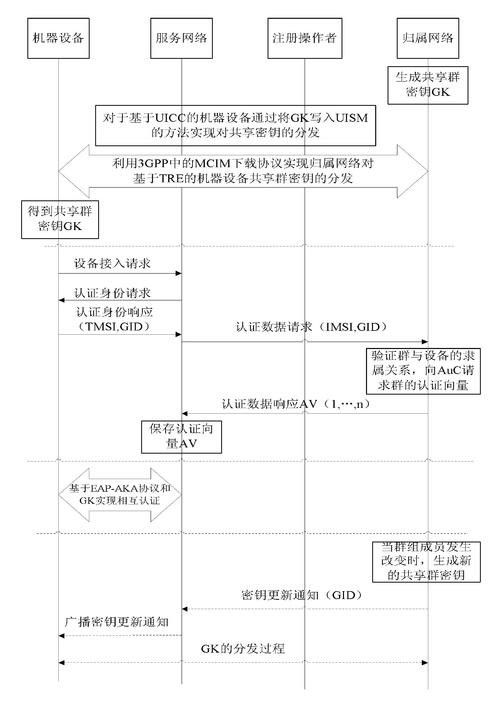 机器设备
服务网络
注册操作者
归属网络
生成共享群
密钥GK
对于基于UICC的机器设备通过将GK写入UISM
的方法实现对共享密钥的分发
利用3GPP中的MCIM下载协议实现归属网络对
基于TRE的机器设备共享群密钥的分发
得到共享群
密钥GK
设备接入请求
认证身份请求
认证身份响应
（TMSI,GID）
认证数据请求（IMSI,GID）
验证群与设备的隶
属关系，向AuC请
求群的认证向量
认证数据响应AV（1,…,n）
保存认证向
量AV
基于EAP-AKA协议和
GK实现相互认证
当群组成员发生
改变时，生成新
的共享群密钥
密钥更新通知（GID）
广播密钥更新通知
GK的分发过程